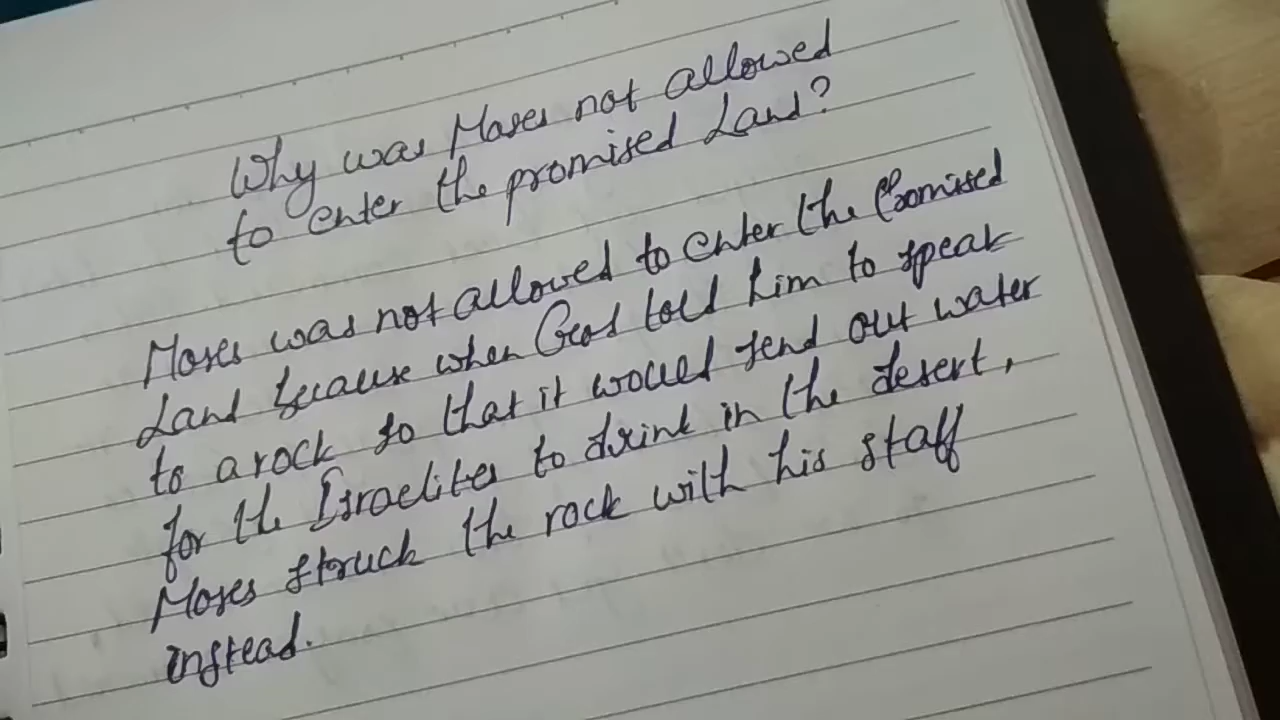 Why was Moses not allowed
to enter the promised Land?
Moses was not allowed to enter the Promised
Land because when God told him to speak
to a rock so that it would send out water
for the Israelites to drink in the desert,
Moses struck the rock with his staff
instead.